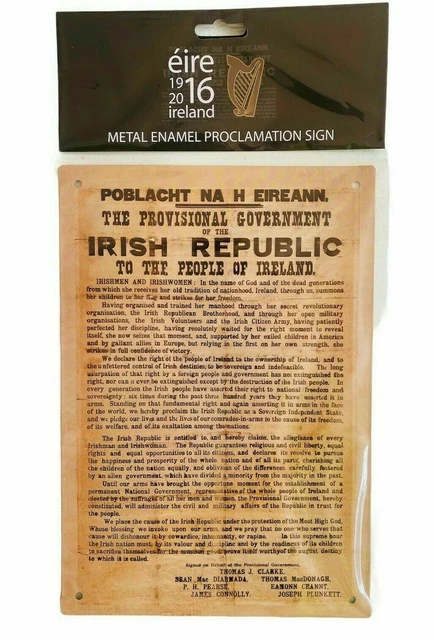 éire
19 16
20
ireland
METAL ENAMEL PROCLAMATION SIGN
POBLACHT NA H EIREANN.
THE PROVISIONAL GOVERNMENT
OF THE
IRISH REPUBLIC
TO THE PEOPLE OF IRELAND.
IRISHMEN AND IRISHWOMEN: In the name of God and of the dead generations
from which she receives her old tradition of nationhood, Ireland, through us, summons
her children to her flag and strikes for her freedom.
Having organised and trained her manhood through her secret revolutionary
organisation, the Irish Republican Brotherhood, and through her open military
organisations, the Irish Volunteers and the Irish Citizen Army, having patiently
perfected her discipline, having resolutely waited for the right moment to reveal
itself, she now seizes that moment, and, supported by her exiled children in America
and by gallant allies in Europe, but relying in the first on her own strength, she
strikes in full confidence of victory.
We declare the right of the people of Ireland to the ownership of Ireland, and to
the unfettered control of Irish destinies, to be sovereign and indefeasible. The long
usurpation of that right by a foreign people and government has not extinguished the
right, nor can it ever be extinguished except by the destruction of the Irish people. In
every generation the Irish people have asserted their right to national freedom and
sovereignty; six times during the past three hundred years they have asserted it in
arms. Standing on that fundamental right and again asserting it in arms in the face
of the world, we hereby proclaim the Irish Republic as a Sovereign Independent State,
and we pledge our lives and the lives of our comrades-in-arms to the cause of its freedom,
of its welfare, and of its exaltation among the nations.
The Irish Republic is entitled to, and hereby claims, the allegiance of every
Irishman and Irishwoman. The Republic guarantees religious and civil liberty, equal
rights and equal opportunities to all its citizens, and declares its resolve to pursue
the happiness and prosperity of the whole nation and of all its parts, cherishing all
the children of the nation equally, and oblivious of the differences carefully fostered
by an alien government, which have divided a minority from the majority in the past.
Until our arms have brought the opportune moment for the establishment of a
permanent National Government, representative of the whole people of Ireland and
elected by the suffrages of all her men and women, the Provisional Government, hereby
constituted, will administer the civil and military affairs of the Republic in trust for
the people.
We place the cause of the Irish Republic under the protection of the Most High God,
Whose blessing we invoke upon our arms, and we pray that no one who serves that
cause will dishonour it by cowardice, inhumanity, or rapine. In this supreme hour
the Irish nation must, by its valour and discipline and by the readiness of its children
to sacrifice themselves for the common good, prove itself worthy of the august destiny
to which it is called.
Signed on Behalf of the Provisional Government,
THOMAS J. CLARKE,
SEAN Mac DIARMADA, THOMAS MacDONAGH,
P. H. PEARSE, EAMONN CEANNT,
JAMES CONNOLLY, JOSEPH PLUNKETT.